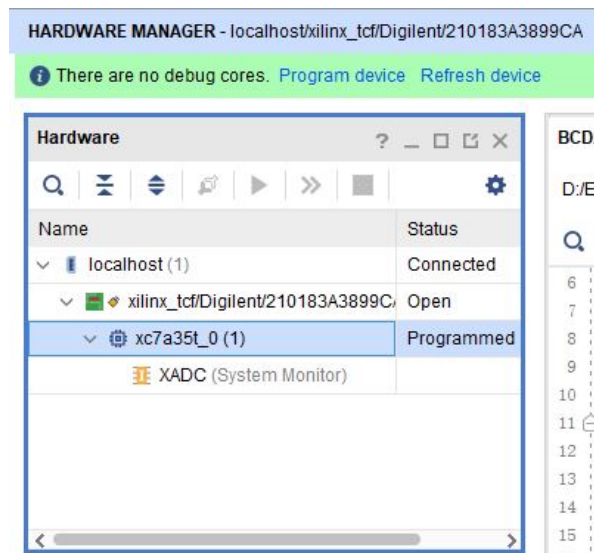 HARDWARE MANAGER - localhost/xilinx_tcf/Digilent/210183A3899CA
There are no debug cores. Program device Refresh device
Hardware
Name Status
localhost (1) Connected
xilinx_tcf/Digilent/210183A3899CA Open
xc7a35t_0 (1) Programmed
XADC (System Monitor)
BCD
D:/E
6
7
8
9
10
11
12
13
14
15